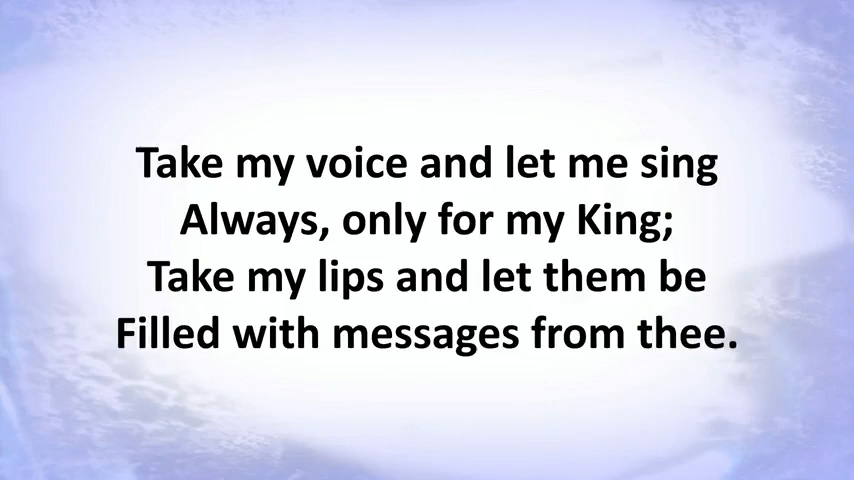 Take my voice and let me sing
Always, only for my King;
Take my lips and let them be
Filled with messages from thee.